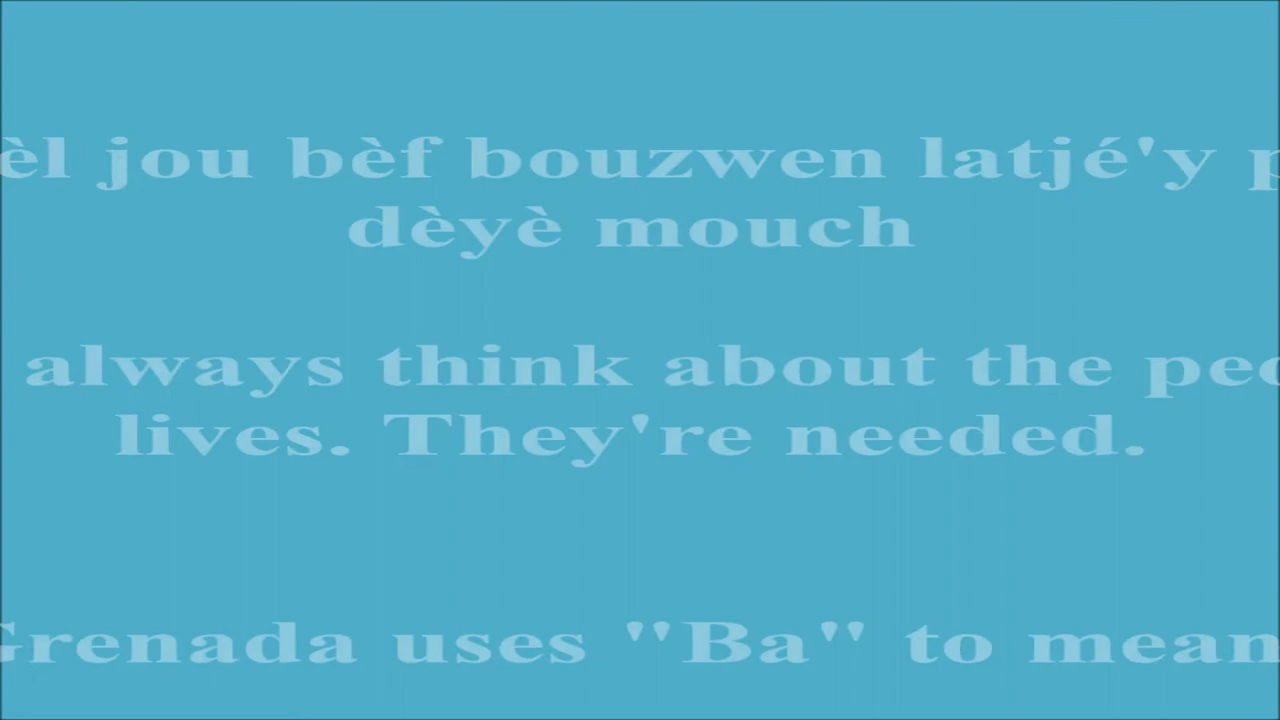 èl jou bèf bouzwen latjé'y
dèyè mouch
always think about the
lives. They're needed.
Grenada uses "Ba" to mean